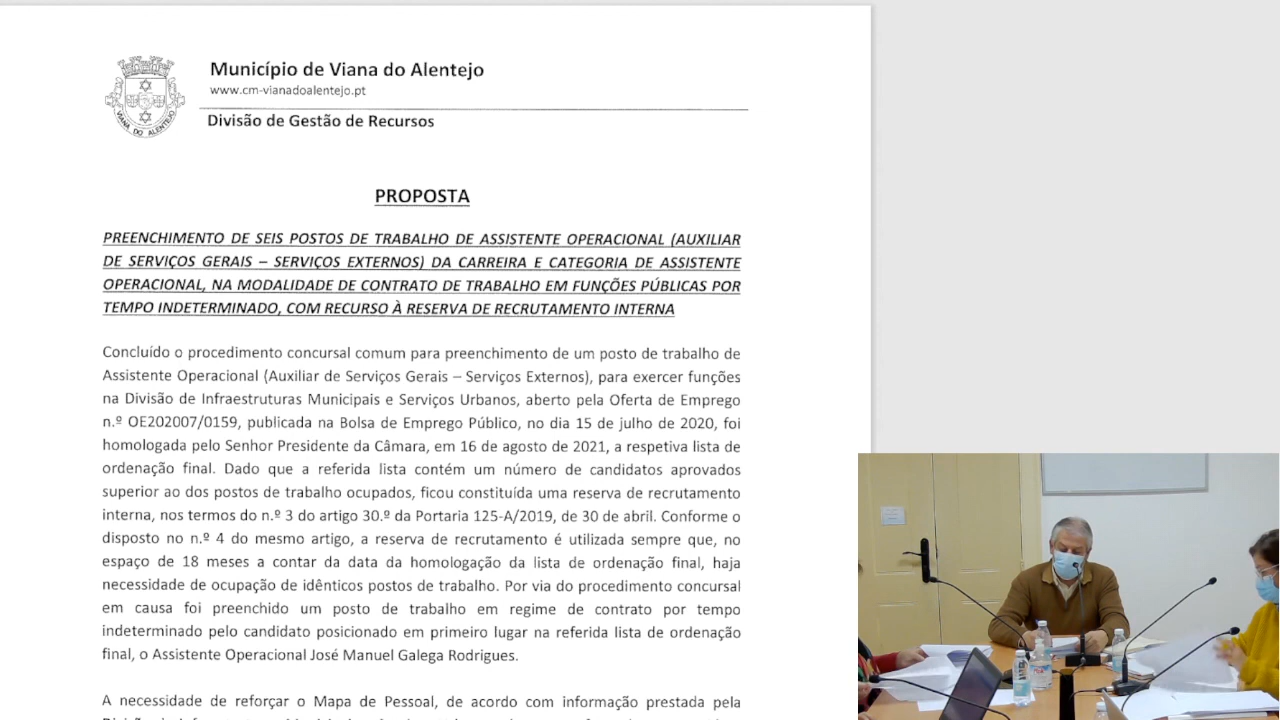 Município de Viana do Alentejo
www.cm-vianadoalentejo.pt
VIANA DO ALENTEJO
Divisão de Gestão de Recursos
PROPOSTA
PREENCHIMENTO DE SEIS POSTOS DE TRABALHO DE ASSISTENTE OPERACIONAL (AUXILIAR
DE SERVIÇOS GERAIS – SERVIÇOS EXTERNOS) DA CARREIRA E CATEGORIA DE ASSISTENTE
OPERACIONAL, NA MODALIDADE DE CONTRATO DE TRABALHO EM FUNÇÕES PÚBLICAS POR
TEMPO INDETERMINADO, COM RECURSO À RESERVA DE RECRUTAMENTO INTERNA
Concluído o procedimento concursal comum para preenchimento de um posto de trabalho de
Assistente Operacional (Auxiliar de Serviços Gerais – Serviços Externos), para exercer funções
na Divisão de Infraestruturas Municipais e Serviços Urbanos, aberto pela Oferta de Emprego
n.º OE202007/0159, publicada na Bolsa de Emprego Público, no dia 15 de julho de 2020, foi
homologada pelo Senhor Presidente da Câmara, em 16 de agosto de 2021, a respetiva lista de
ordenação final. Dado que a referida lista contém um número de candidatos aprovados
superior ao dos postos de trabalho ocupados, ficou constituída uma reserva de recrutamento
interna, nos termos do n.º 3 do artigo 30.º da Portaria 125-A/2019, de 30 de abril. Conforme o
disposto no n.º 4 do mesmo artigo, a reserva de recrutamento é utilizada sempre que, no
espaço de 18 meses a contar da data da homologação da lista de ordenação final, haja
necessidade de ocupação de idênticos postos de trabalho. Por via do procedimento concursal
em causa foi preenchido um posto de trabalho em regime de contrato por tempo
indeterminado pelo candidato posicionado em primeiro lugar na referida lista de ordenação
final, o Assistente Operacional José Manuel Galega Rodrigues.
A necessidade de reforçar o Mapa de Pessoal, de acordo com informação prestada pela